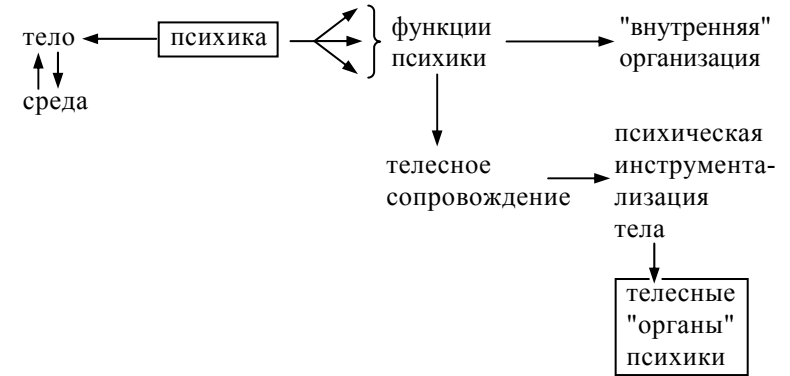 тело
психика
функции
психики
"внутренняя"
организация
среда
телесное
сопровождение
психическая
инструмента-
лизация
тела
телесные
"органы"
психики